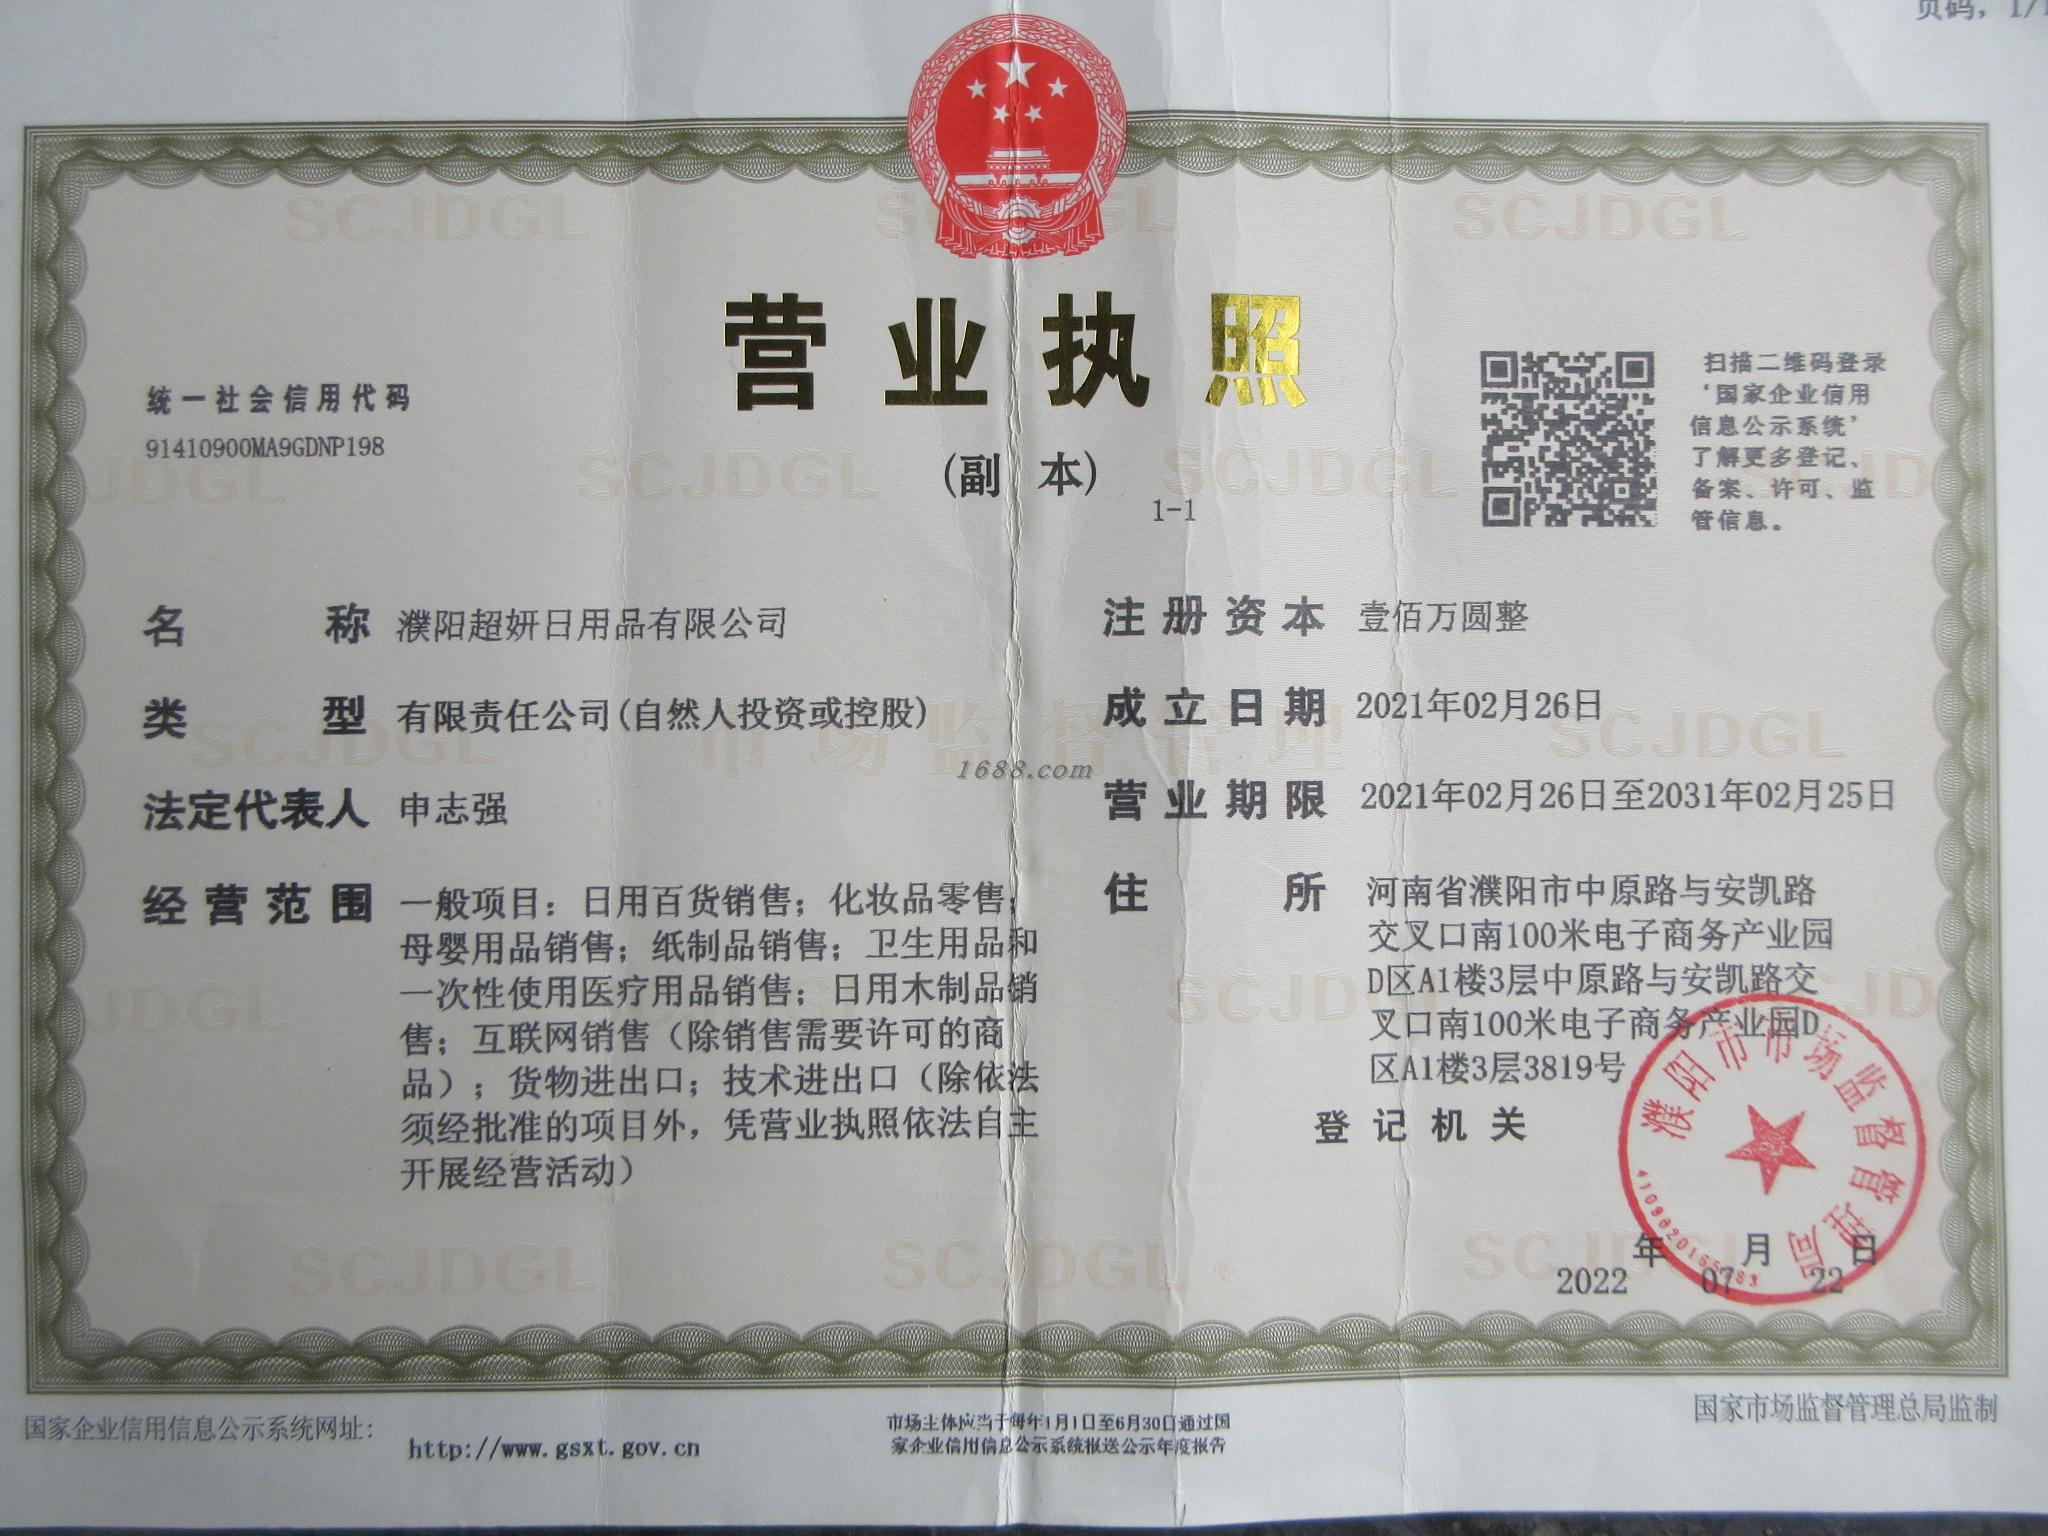 页码，1/1
营业执照
(副 本)
1-1
统一社会信用代码
91410900MA9GDNP198
扫描二维码登录
‘国家企业信用
信息公示系统’
了解更多登记、
备案、许可、监
管信息。
名称 濮阳超妍日用品有限公司
类型 有限责任公司(自然人投资或控股)
法定代表人 申志强
经营范围 一般项目：日用百货销售；化妆品零售；
母婴用品销售；纸制品销售；卫生用品和
一次性使用医疗用品销售；日用木制品销
售；互联网销售（除销售需要许可的商
品）；货物进出口；技术进出口（除依法
须经批准的项目外，凭营业执照依法自主
开展经营活动）
注册资本 壹佰万圆整
成立日期 2021年02月26日
营业期限 2021年02月26日至2031年02月25日
住所 河南省濮阳市中原路与安凯路
交叉口南100米电子商务产业园
D区A1楼3层中原路与安凯路交
叉口南100米电子商务产业园D
区A1楼3层3819号
登记机关
濮阳市市场监督管理局
2022年07月22日
1688.com
市场监督管理
SCJDGL
国家企业信用信息公示系统网址：
http://www.gsxt.gov.cn
市场主体应当于每年1月1日至6月30日通过国
家企业信用信息公示系统报送公示年度报告
国家市场监督管理总局监制